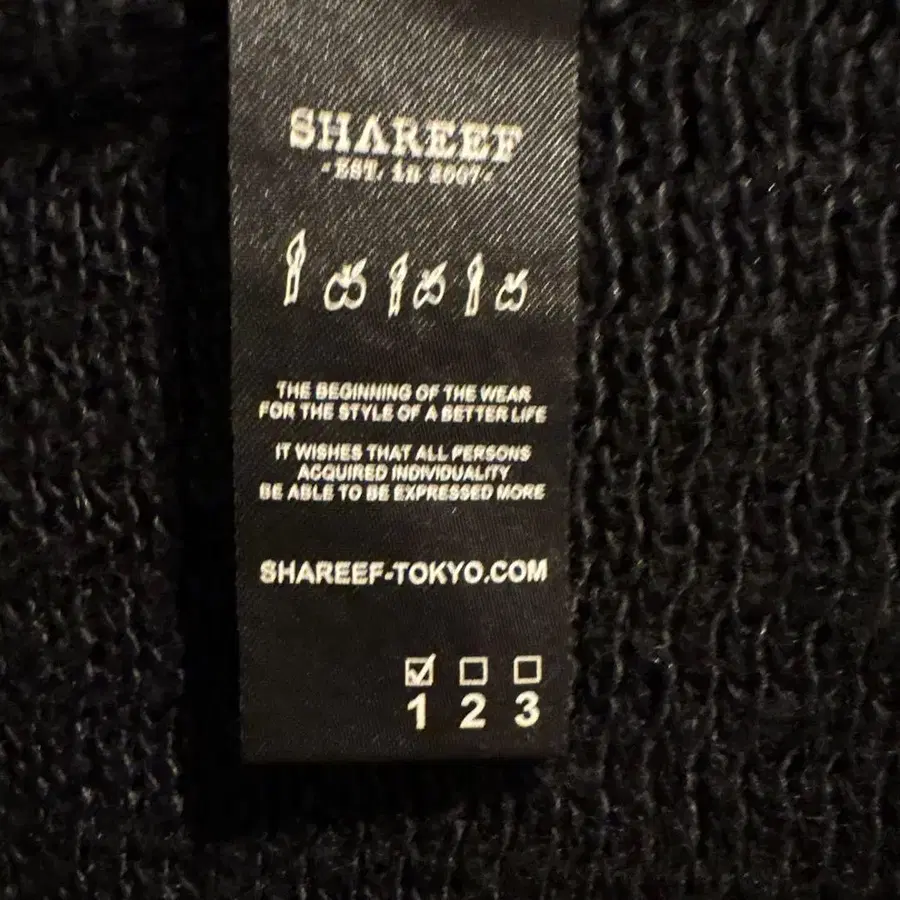 SHAREEF
-EST. in 2007-
THE BEGINNING OF THE WEAR
FOR THE STYLE OF A BETTER LIFE
IT WISHES THAT ALL PERSONS
ACQUIRED INDIVIDUALITY
BE ABLE TO BE EXPRESSED MORE
SHAREEF-TOKYO.COM
1 2 3